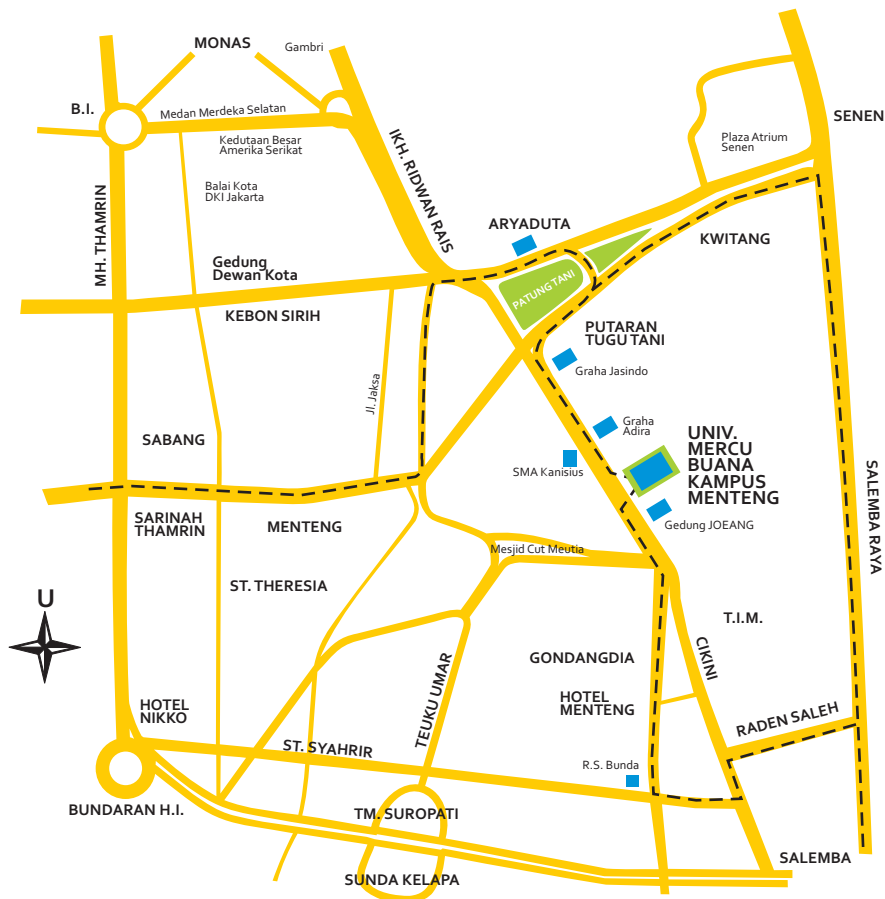 MONAS
Gambri
B.I.
Medan Merdeka Selatan
SENEN
Kedutaan Besar
Amerika Serikat
Plaza Atrium
Senen
IKH. RIDWAN RAIS
Balai Kota
DKI Jakarta
MH. THAMRIN
ARYADUTA
KWITANG
Gedung
Dewan Kota
PATUNG TANI
KEBON SIRIH
PUTARAN
TUGU TANI
Graha Jasindo
Jl. Jaksa
Graha
Adira
UNIV.
MERCU
BUANA
KAMPUS
MENTENG
SABANG
SMA Kanisius
SALEMBA RAYA
SARINAH
THAMRIN
MENTENG
Gedung JOEANG
Mesjid Cut Meutia
ST. THERESIA
U
T.I.M.
CIKINI
GONDANGDIA
TEUKU UMAR
HOTEL
MENTENG
HOTEL
NIKKO
RADEN SALEH
ST. SYAHRIR
R.S. Bunda
BUNDARAN H.I.
TM. SUROPATI
SALEMBA
SUNDA KELAPA